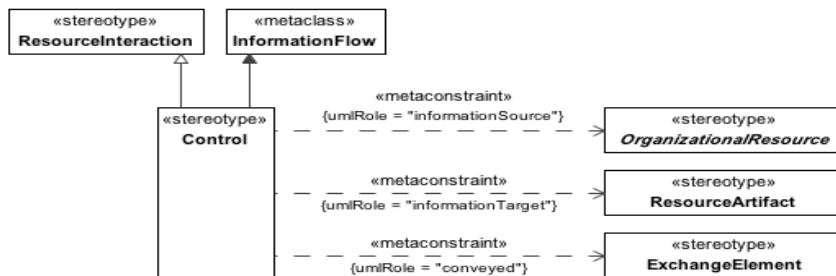 «stereotype»
ResourceInteraction
«metaclass»
InformationFlow
«stereotype»
Control
«metaconstraint»
{umlRole = "informationSource"}
«stereotype»
OrganizationalResource
«metaconstraint»
{umlRole = "informationTarget"}
«stereotype»
ResourceArtifact
«metaconstraint»
{umlRole = "conveyed"}
«stereotype»
ExchangeElement